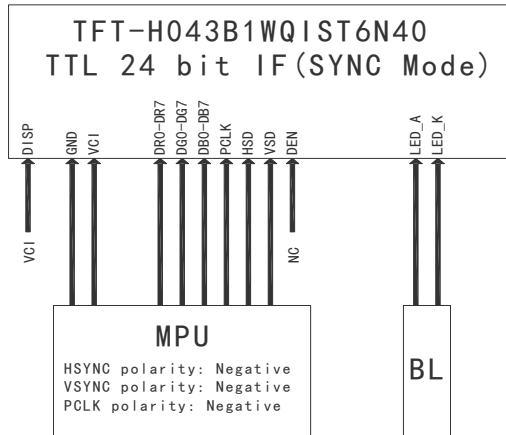 TFT-H043B1WQIST6N40
TTL 24 bit IF(SYNC Mode)
DISP
GND
VCI
DR0-DR7
DG0-DG7
DB0-DB7
PCLK
HSD
VSD
DEN
LED_A
LED_K
VCI
NC
MPU
HSYNC polarity: Negative
VSYNC polarity: Negative
PCLK polarity: Negative
BL